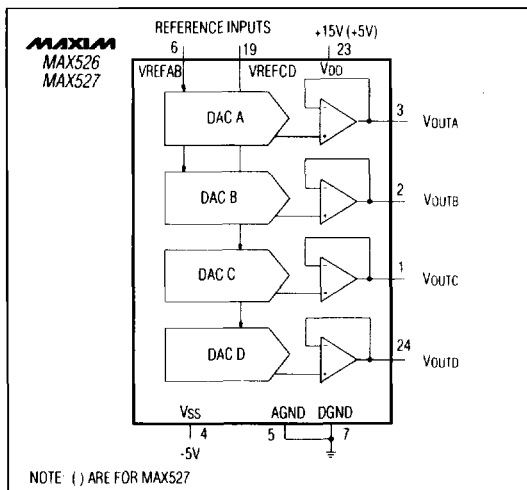 MAXIM
MAX526
MAX527
REFERENCE INPUTS
6 19
+15V (+5V)
23
VREFAB VREFCD VDD
DAC A
- +
3 VOUTA
DAC B
- +
2 VOUTB
DAC C
- +
1 VOUTC
DAC D
- +
24 VOUTD
VSS AGND DGND
4 5 7
-5V
NOTE: ( ) ARE FOR MAX527